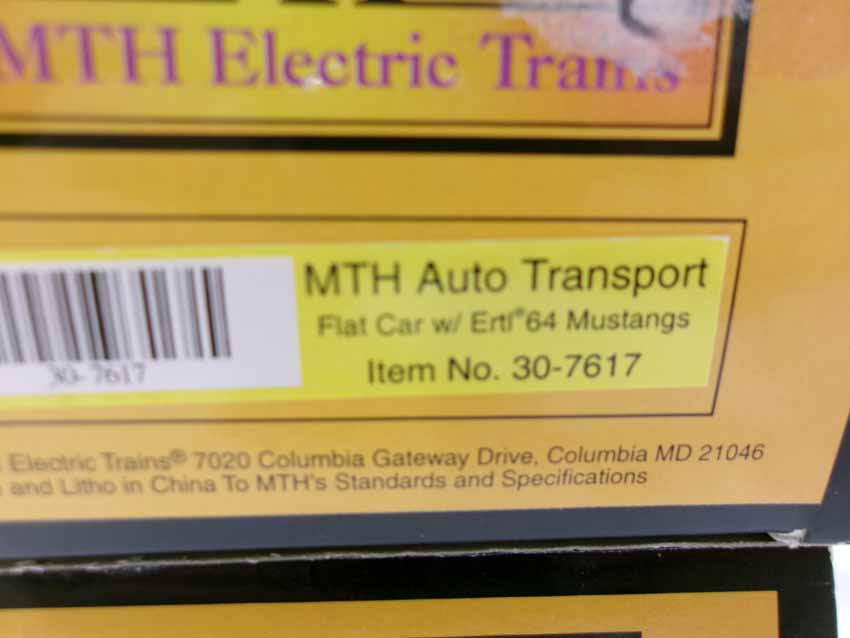 MTH Electric Trains
MTH Auto Transport
Flat Car w/ Ertl® 64 Mustangs
Item No. 30-7617
30-7617
Electric Trains® 7020 Columbia Gateway Drive, Columbia MD 21046
and Litho in China To MTH's Standards and Specifications